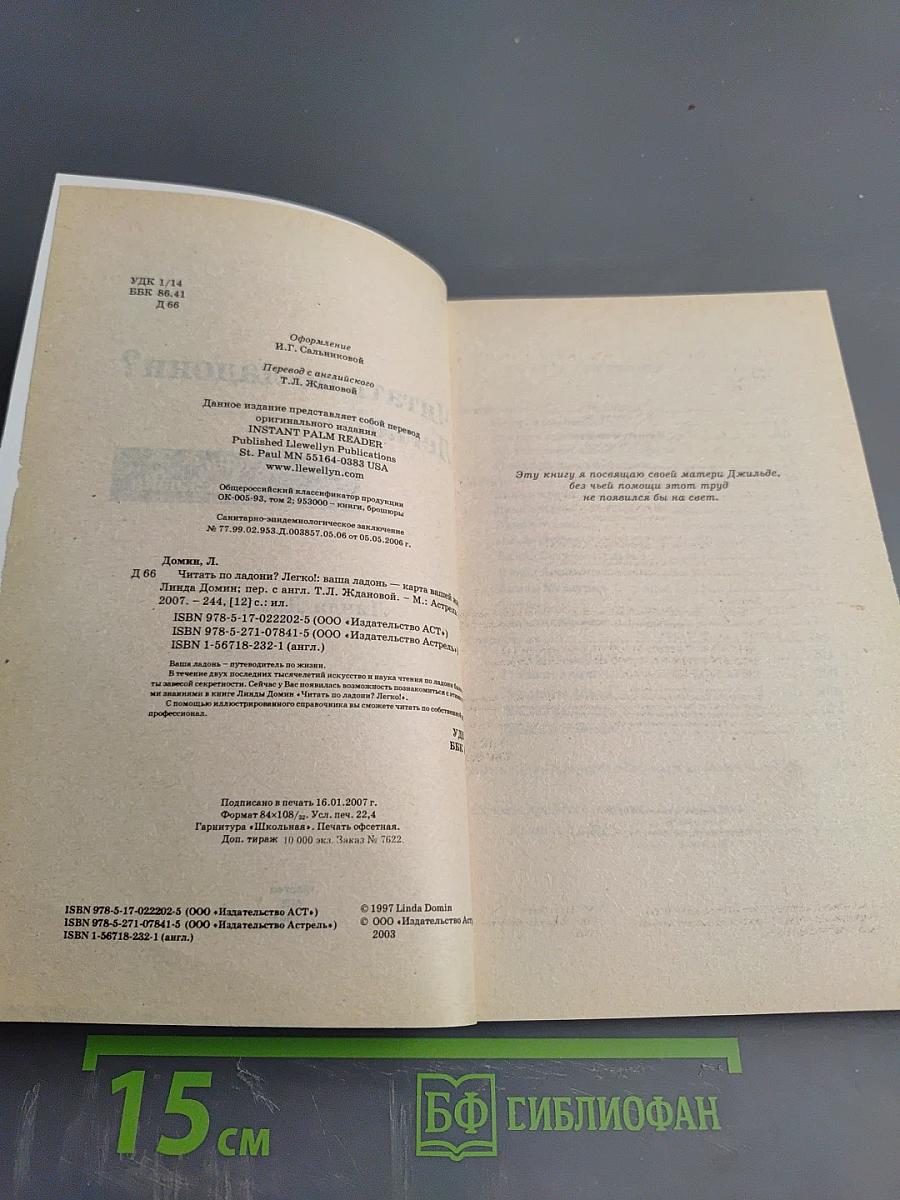 УДК 1/14
ББК 86.41
Д 66
Оформление
И.Г. Сальниковой
Перевод с английского
Т.Л. Ждановой
Данное издание представляет собой перевод
оригинального издания
INSTANT PALM READER
Published Llewellyn Publications
St. Paul MN 55164-0383 USA
www.llewellyn.com
Общероссийский классификатор продукции
ОК-005-93, том 2; 953000 – книги, брошюры
Санитарно-эпидемиологическое заключение
№ 77.99.02.953.Д.003857.05.06 от 05.05.2006 г.
Домин, Л.
Д 66 Читать по ладони? Легко!: ваша ладонь — карта вашей
Линда Домин; пер. с англ. Т.Л. Ждановой. – М.: Астрель
2007. – 244, [12] с.: ил.
ISBN 978-5-17-022202-5 (ООО «Издательство АСТ»)
ISBN 978-5-271-07841-5 (ООО «Издательство Астрель»)
ISBN 1-56718-232-1 (англ.)
Ваша ладонь – путеводитель по жизни.
В течение двух последних тысячелетий искусство и наука чтения по ладони
ты завесой секретности. Сейчас у Вас появилась возможность познакомиться с
ми знаниями в книге Линды Домин «Читать по ладони? Легко!».
С помощью иллюстрированного справочника вы сможете читать по собственной
профессионал.
УД
ББК
Подписано в печать 16.01.2007 г.
Формат 84×108/32. Усл. печ. 22,4
Гарнитура «Школьная». Печать офсетная.
Доп. тираж 10 000 экз. Заказ № 7622.
ISBN 978-5-17-022202-5 (ООО «Издательство АСТ»)
ISBN 978-5-271-07841-5 (ООО «Издательство Астрель»)
ISBN 1-56718-232-1 (англ.)
© 1997 Linda Domin
© ООО «Издательство Аст
2003
Эту книгу я посвящаю своей матери Джильде,
без чьей помощи этот труд
не появился бы на свет.
15 см
БФ БИБЛИОФАН